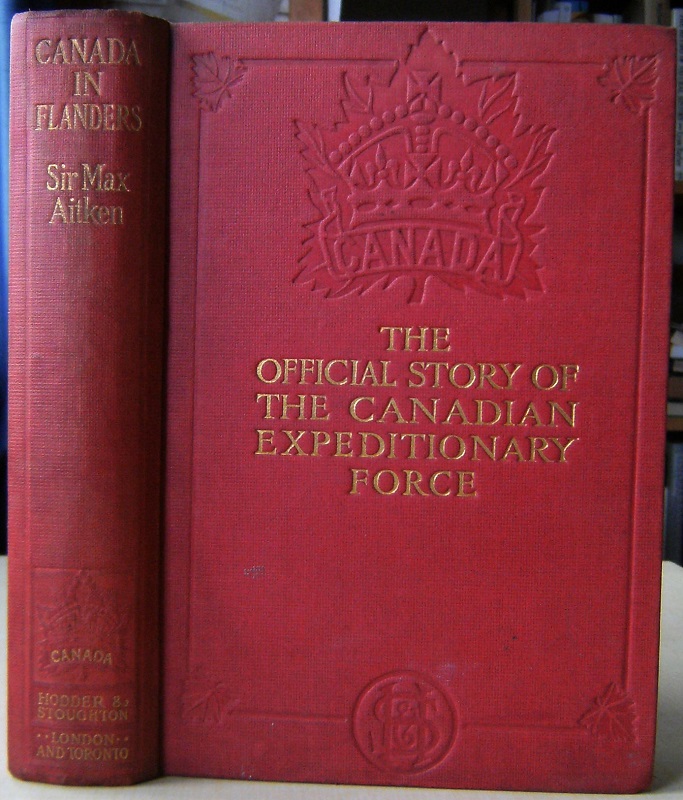 CANADA
IN
FLANDERS
Sir Max
Aitken
CANADA
HODDER &
STOUGHTON
··LONDON··
AND TORONTO
CANADA
THE
OFFICIAL STORY OF
THE CANADIAN
EXPEDITIONARY
FORCE
H&S